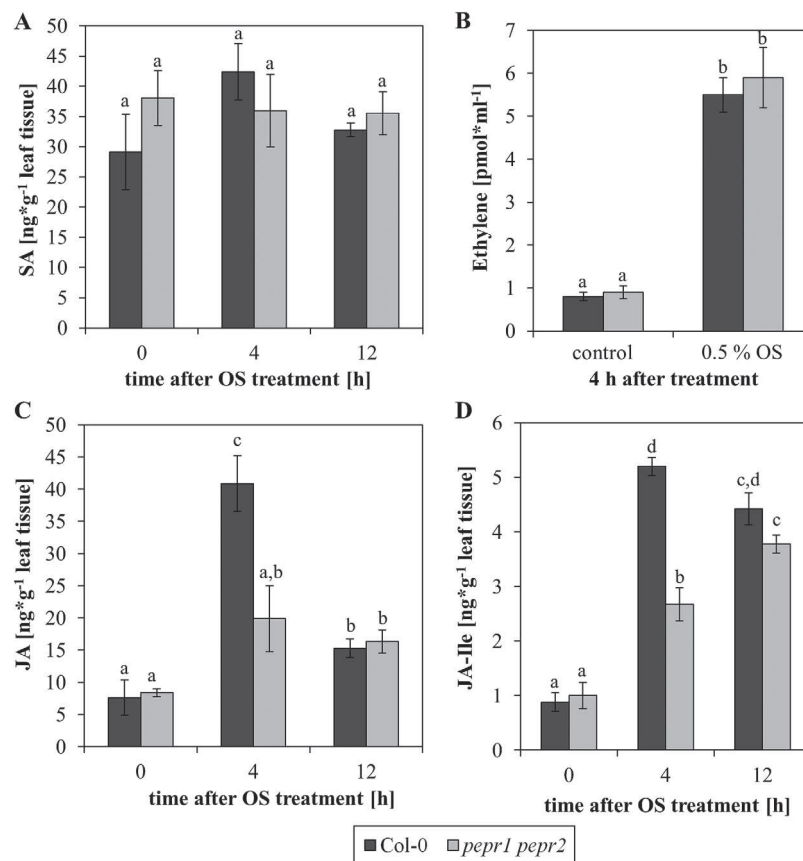 A
SA [ng*g⁻¹ leaf tissue]
50
45
40
35
30
25
20
15
10
5
0
a
a
a
a
a
a
0 4 12
time after OS treatment [h]
B
Ethylene [pmol*ml⁻¹]
7
6
5
4
3
2
1
0
a
a
b
b
control 0.5 % OS
4 h after treatment
C
JA [ng*g⁻¹ leaf tissue]
50
45
40
35
30
25
20
15
10
5
0
a
a
c
a,b
b
b
0 4 12
time after OS treatment [h]
D
JA-Ile [ng*g⁻¹ leaf tissue]
6
5
4
3
2
1
0
a
a
d
b
c,d
c
0 4 12
time after OS treatment [h]
Col-0 pepr1 pepr2